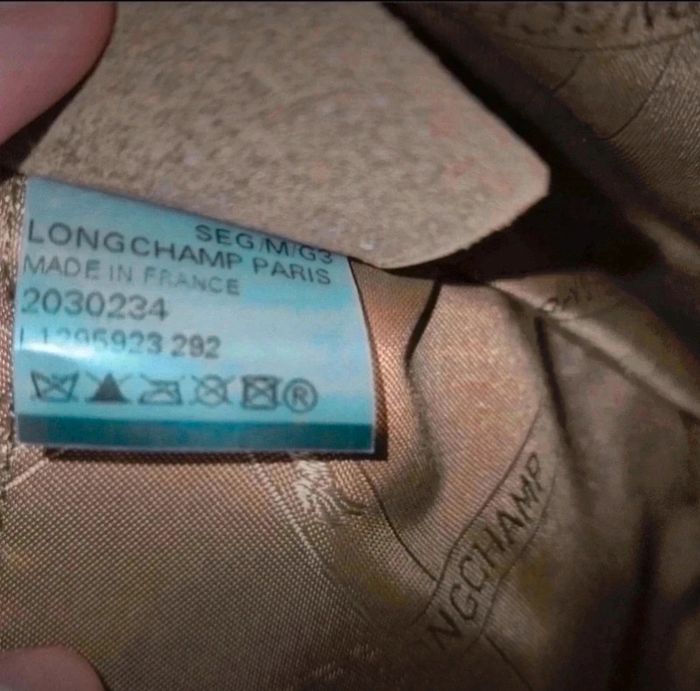 SEG/M/G3
LONGCHAMP PARIS
MADE IN FRANCE
2030234
L1295923 292
®
NGCHAMP